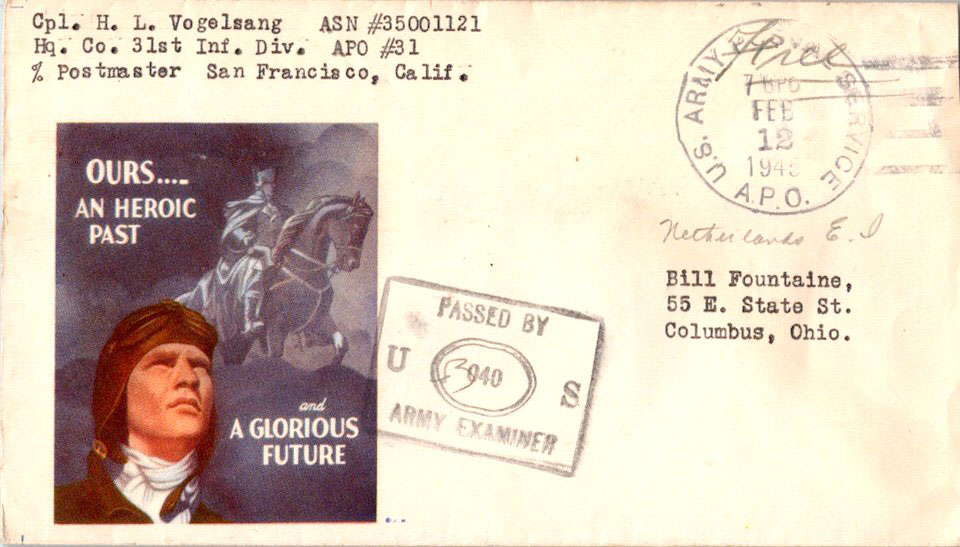 Cpl. H. L. Vogelsang ASN #35001121
Hq. Co. 31st Inf. Div. APO #31
% Postmaster San Francisco, Calif.
Free
U.S. ARMY POSTAL SERVICE
FEB
12
A.P.O.
Netherlands E. I
Bill Fountaine,
55 E. State St.
Columbus, Ohio.
OURS....
AN HEROIC
PAST
and
A GLORIOUS
FUTURE
PASSED BY
U 3040 S
ARMY EXAMINER